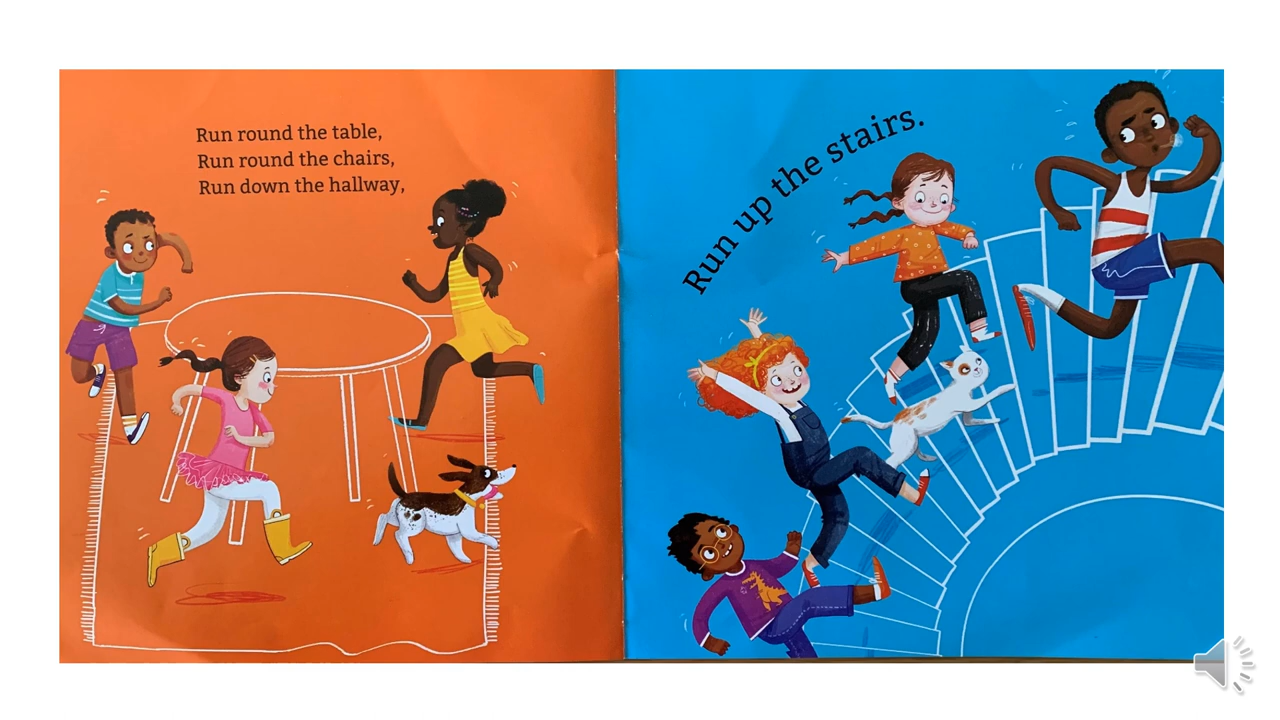 Run round the table,
Run round the chairs,
Run down the hallway,
Run up the stairs.